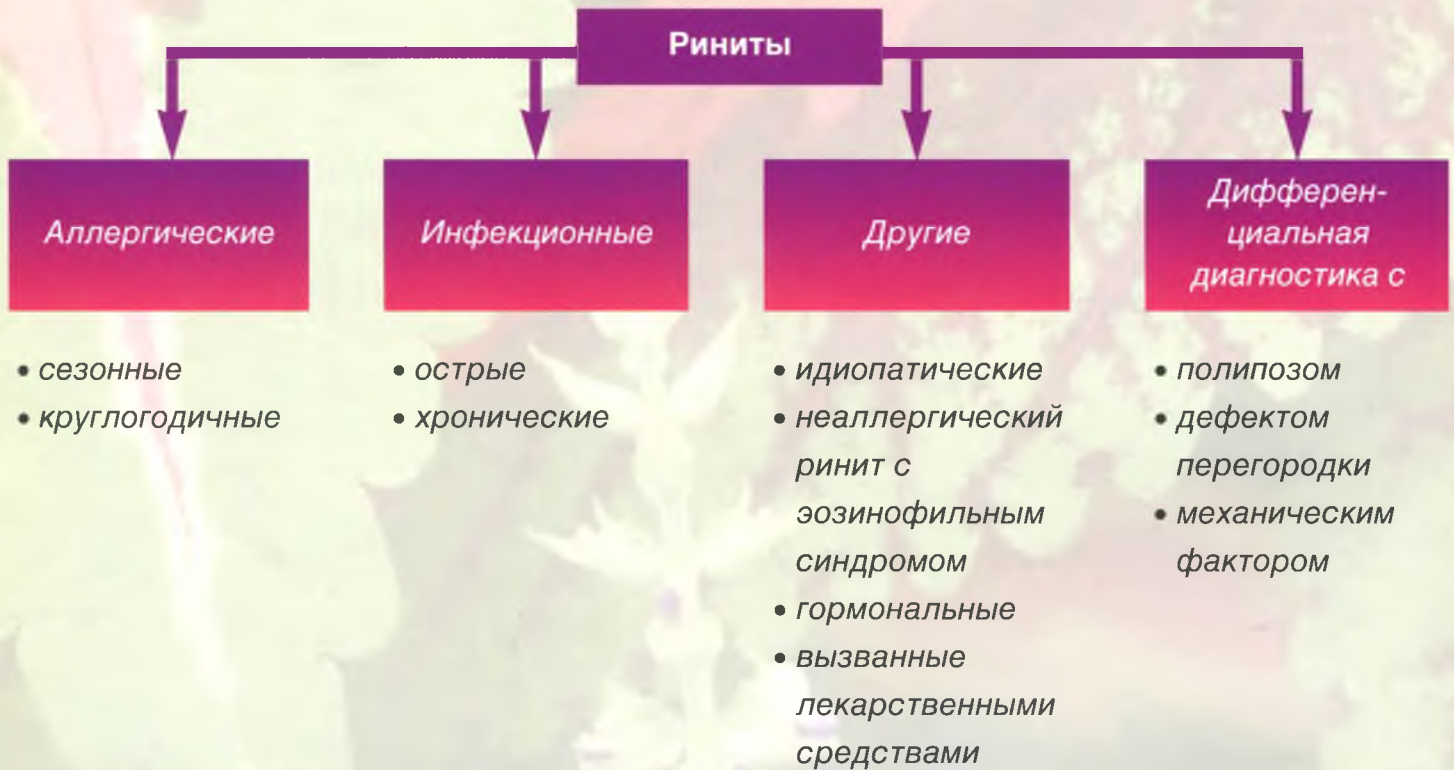 Риниты
Аллергические
• сезонные
• круглогодичные
Инфекционные
• острые
• хронические
Другие
• идиопатические
• неаллергический
ринит с
эозинофильным
синдромом
• гормональные
• вызванные
лекарственными
средствами
Дифферен-
циальная
диагностика с
• полипозом
• дефектом
перегородки
• механическим
фактором